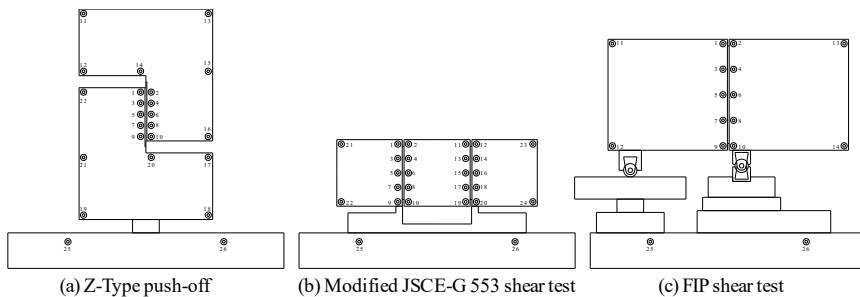 11 13
12 14 15
22 1 2
3 4
5 6
7 8
9 10 16
21 20 17
19 18
25 26
(a) Z-Type push-off
21 1 2 11 12 23
3 4 13 14
5 6 15 16
7 8 17 18
22 9 10 19 20 24
25 26
(b) Modified JSCE-G 553 shear test
11 1 2 13
3 4
5 6
7 8
12 9 10 14
25 26
(c) FIP shear test